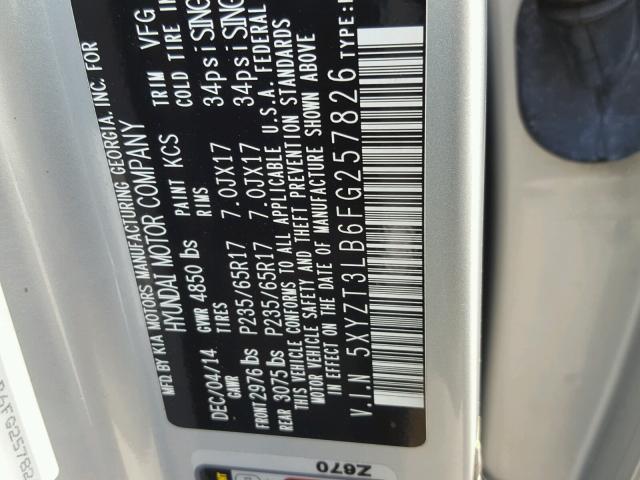 MFD.BY KIA MOTORS MANUFACTURING GEORGIA, INC. FOR
HYUNDAI MOTOR COMPANY
DEC/04/14 PAINT KCS TRIM VFG
GVWR 4850 lbs
GAWR TIRES RIMS COLD TIRE IN
FRONT 2976 lbs P235/65R17 7.0JX17 34psi SING
REAR 3075 lbs P235/65R17 7.0JX17 34psi SING
THIS VEHICLE CONFORMS TO ALL APPLICABLE U.S.A. FEDERAL
MOTOR VEHICLE SAFETY AND THEFT PREVENTION STANDARDS
IN EFFECT ON THE DATE OF MANUFACTURE SHOWN ABOVE
V.I.N 5XYZT3LB6FG257826 TYPE:
Z670